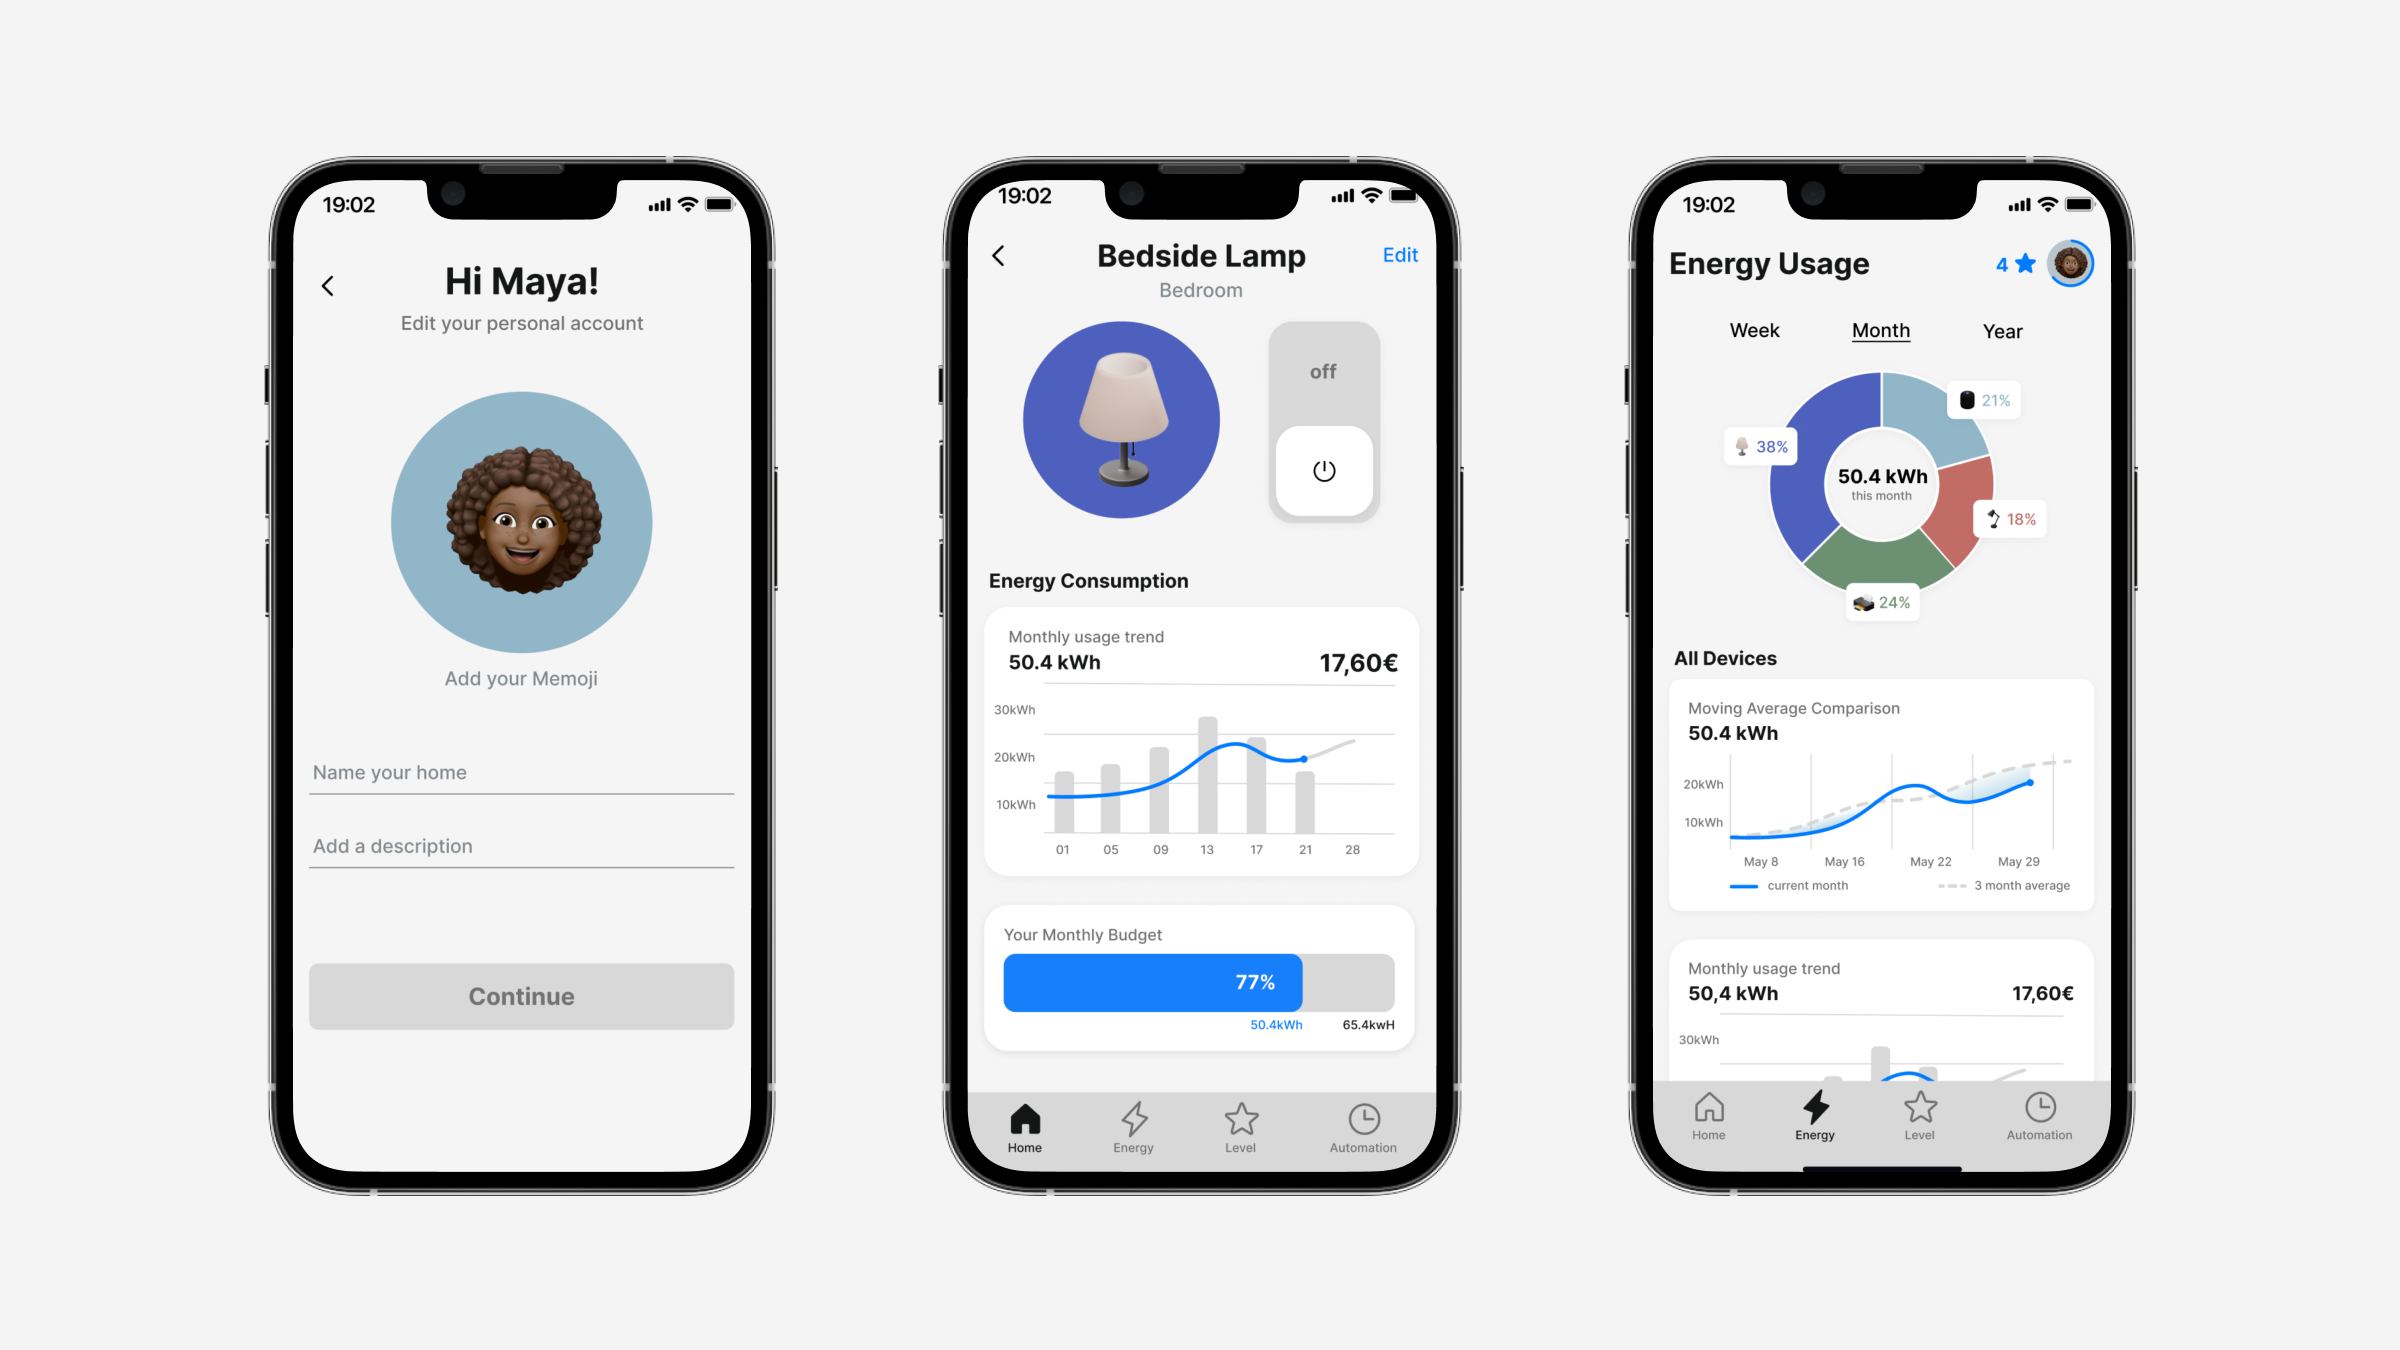 19:02
Hi Maya!
Edit your personal account
Add your Memoji
Name your home
Add a description
Continue
19:02
Bedside Lamp
Edit
Bedroom
off
Energy Consumption
Monthly usage trend
50.4 kWh
17,60€
30kWh
20kWh
10kWh
01 05 09 13 17 21 28
Your Monthly Budget
77%
50.4kWh 65.4kwH
Home Energy Level Automation
19:02
Energy Usage
4
Week Month Year
21%
38%
50.4 kWh
this month
18%
24%
All Devices
Moving Average Comparison
50.4 kWh
20kWh
10kWh
May 8 May 16 May 22 May 29
current month 3 month average
Monthly usage trend
50,4 kWh 17,60€
30kWh
Home Energy Level Automation